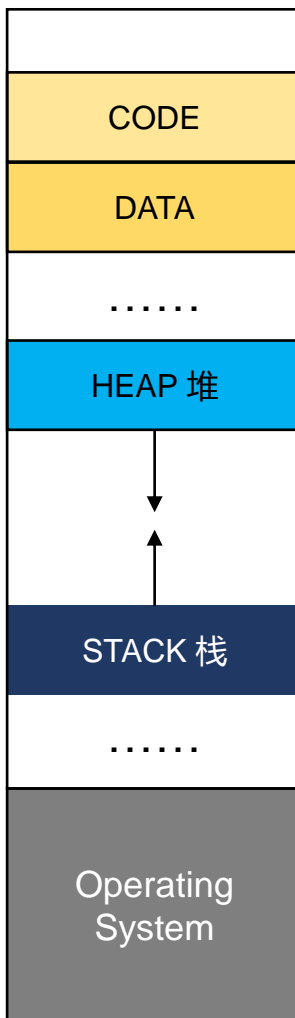 CODE
DATA
......
HEAP 堆
STACK 栈
......
Operating
System